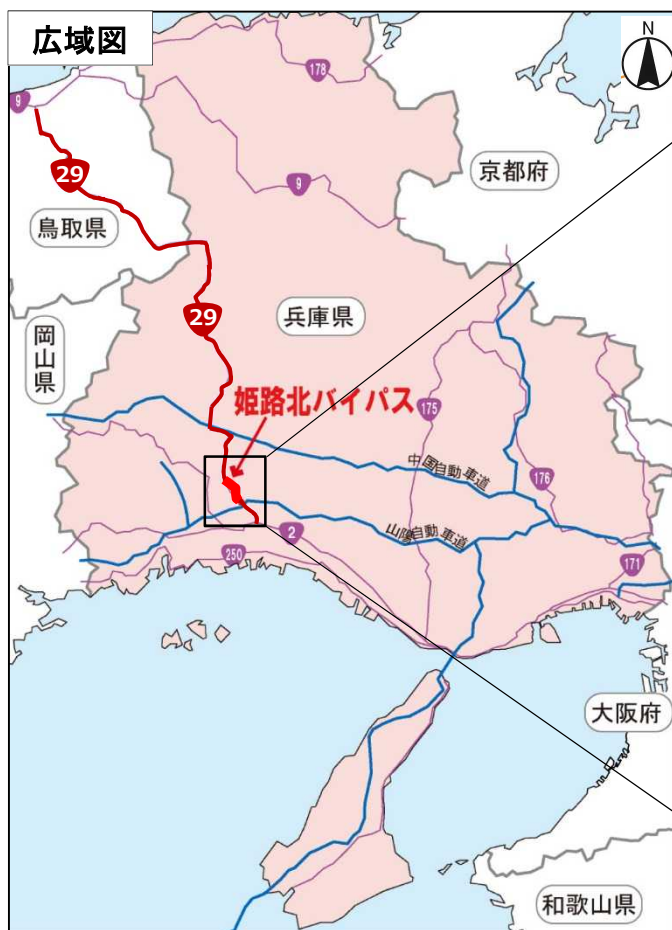 広域図
N
178
9
29
9
京都府
鳥取県
29
兵庫県
岡山県
175
姫路北バイパス
中国自動車道
176
山陽自動車道
2
250
171
大阪府
和歌山県